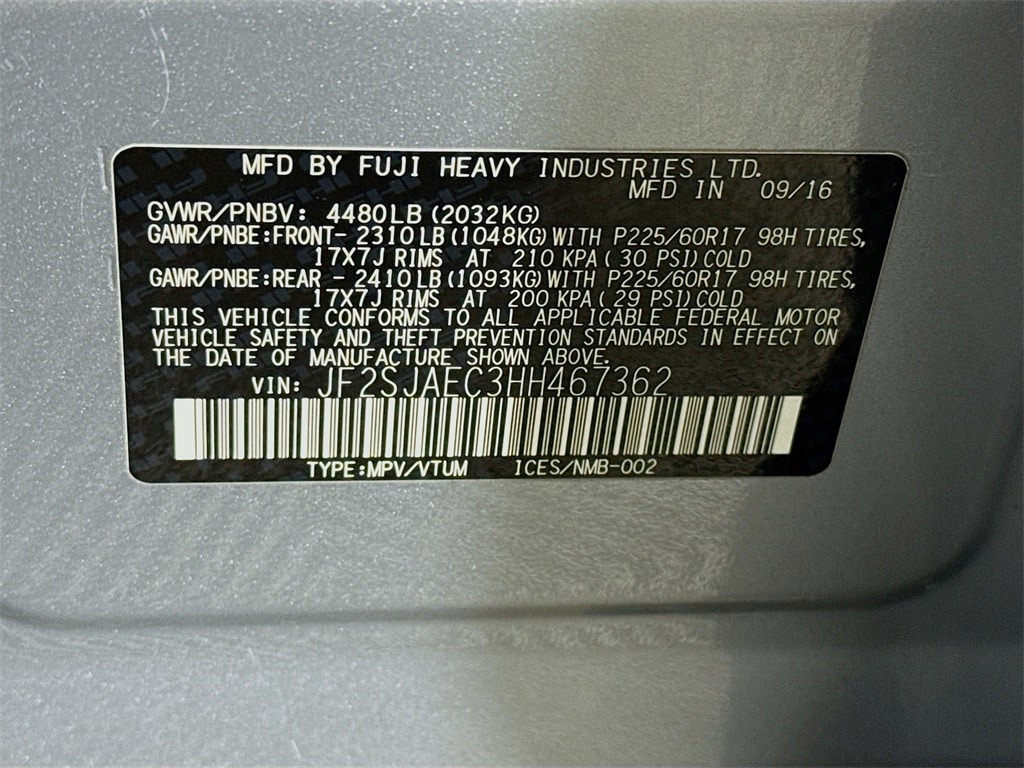 MFD BY FUJI HEAVY INDUSTRIES LTD.
MFD IN 09/16
GVWR/PNBV: 4480LB (2032KG)
GAWR/PNBE:FRONT- 2310LB (1048KG) WITH P225/60R17 98H TIRES,
17X7J RIMS AT 210 KPA (30 PSI) COLD
GAWR/PNBE:REAR - 2410LB (1093KG) WITH P225/60R17 98H TIRES,
17X7J RIMS AT 200 KPA (29 PSI) COLD
THIS VEHICLE CONFORMS TO ALL APPLICABLE FEDERAL MOTOR
VEHICLE SAFETY AND THEFT PREVENTION STANDARDS IN EFFECT ON
THE DATE OF MANUFACTURE SHOWN ABOVE.
VIN: JF2SJAEC3HH467362
TYPE:MPV/VTUM ICES/NMB-002